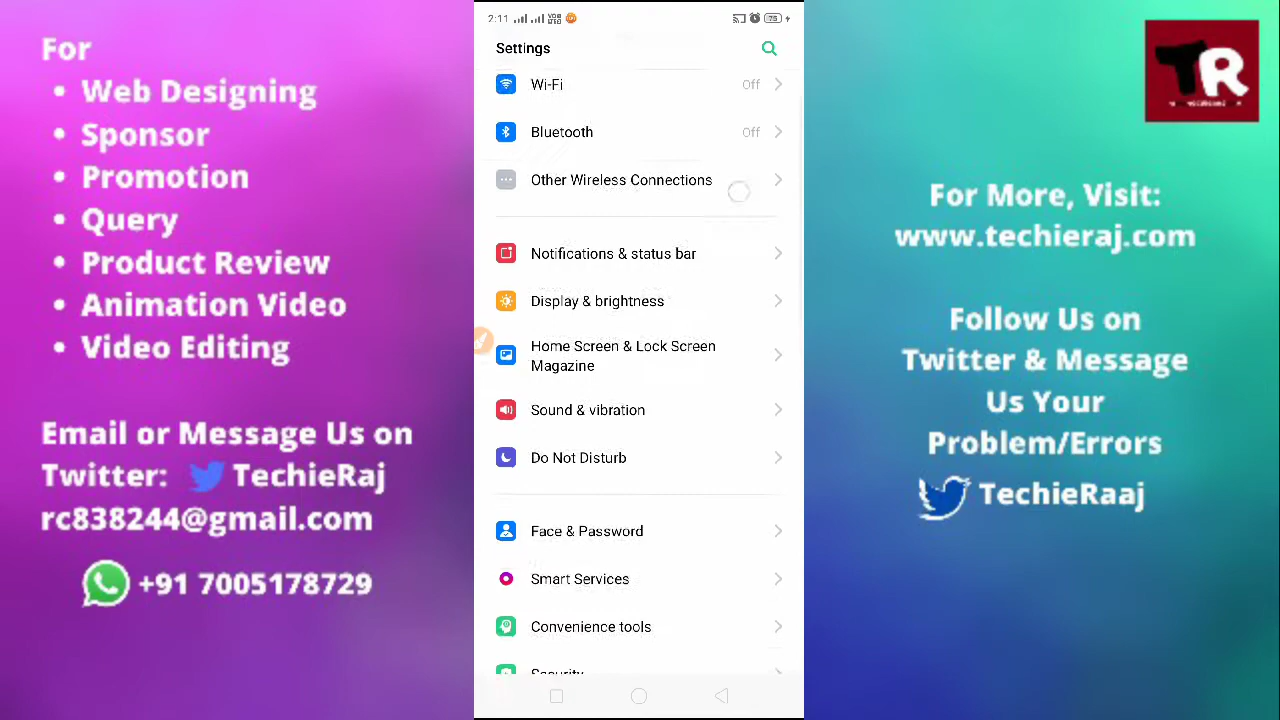 For
• Web Designing
• Sponsor
• Promotion
• Query
• Product Review
• Animation Video
• Video Editing
Email or Message Us on
Twitter: TechieRaj
rc838244@gmail.com
+91 7005178729
2:11
75
Settings
Wi-Fi Off
Bluetooth Off
Other Wireless Connections
Notifications & status bar
Display & brightness
Home Screen & Lock Screen
Magazine
Sound & vibration
Do Not Disturb
Face & Password
Smart Services
Convenience tools
Security
TR
For More, Visit:
www.techieraj.com
Follow Us on
Twitter & Message
Us Your
Problem/Errors
TechieRaaj